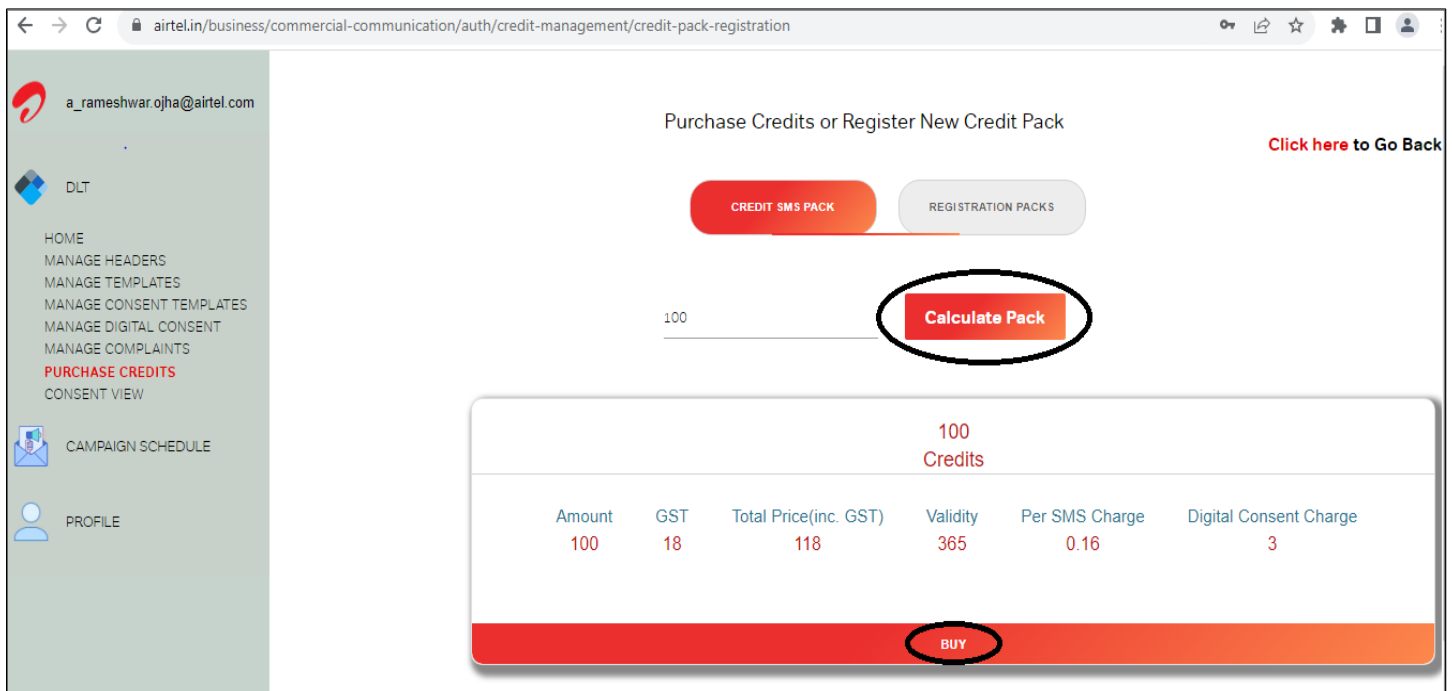 airtel.in/business/commercial-communication/auth/credit-management/credit-pack-registration
a_rameshwar.ojha@airtel.com
DLT
HOME
MANAGE HEADERS
MANAGE TEMPLATES
MANAGE CONSENT TEMPLATES
MANAGE DIGITAL CONSENT
MANAGE COMPLAINTS
PURCHASE CREDITS
CONSENT VIEW
CAMPAIGN SCHEDULE
PROFILE
Purchase Credits or Register New Credit Pack
Click here to Go Back
CREDIT SMS PACK REGISTRATION PACKS
100 Calculate Pack
100
Credits
Amount GST Total Price(inc. GST) Validity Per SMS Charge Digital Consent Charge
100 18 118 365 0.16 3
BUY